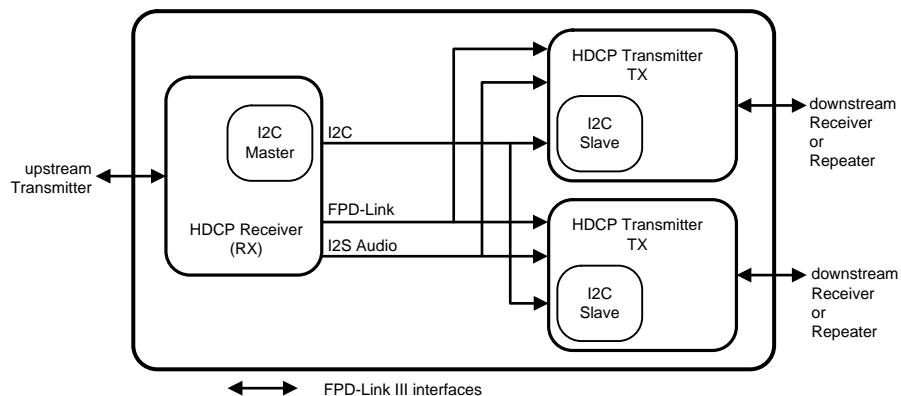 upstream
Transmitter
HDCP Receiver
(RX)
I2C
Master
I2C
FPD-Link
I2S Audio
HDCP Transmitter
TX
I2C
Slave
downstream
Receiver
or
Repeater
HDCP Transmitter
TX
I2C
Slave
downstream
Receiver
or
Repeater
FPD-Link III interfaces